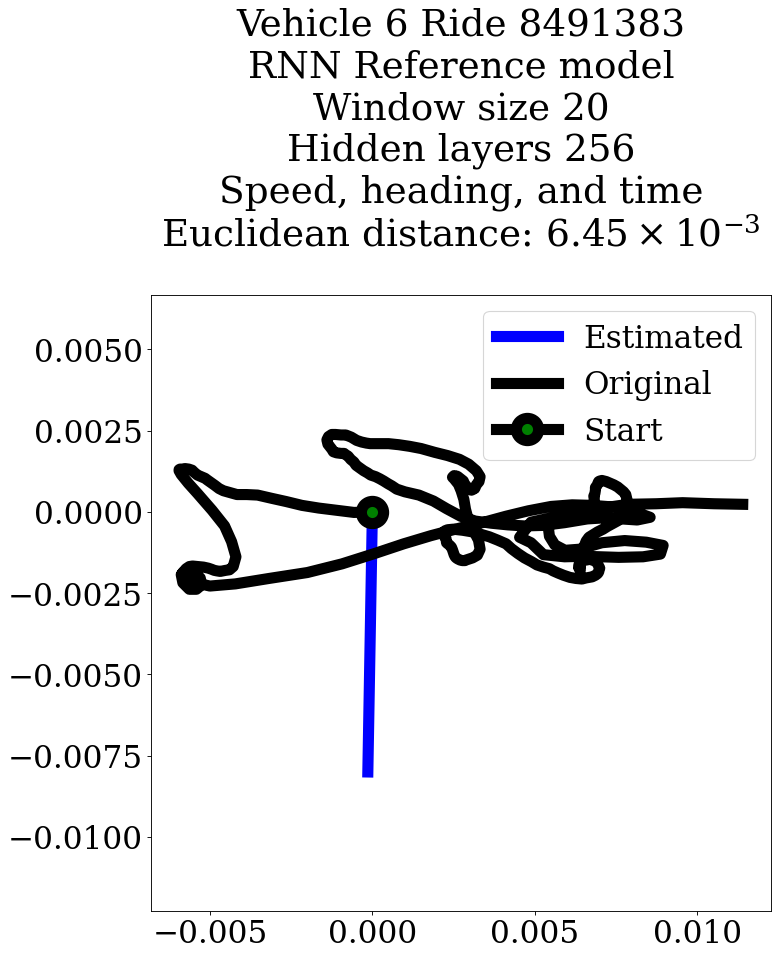 Vehicle 6 Ride 8491383
RNN Reference model
Window size 20
Hidden layers 256
Speed, heading, and time
Euclidean distance: 6.45 × 10⁻³
Estimated
Original
Start
0.0050
0.0025
0.0000
−0.0025
−0.0050
−0.0075
−0.0100
−0.005 0.000 0.005 0.010